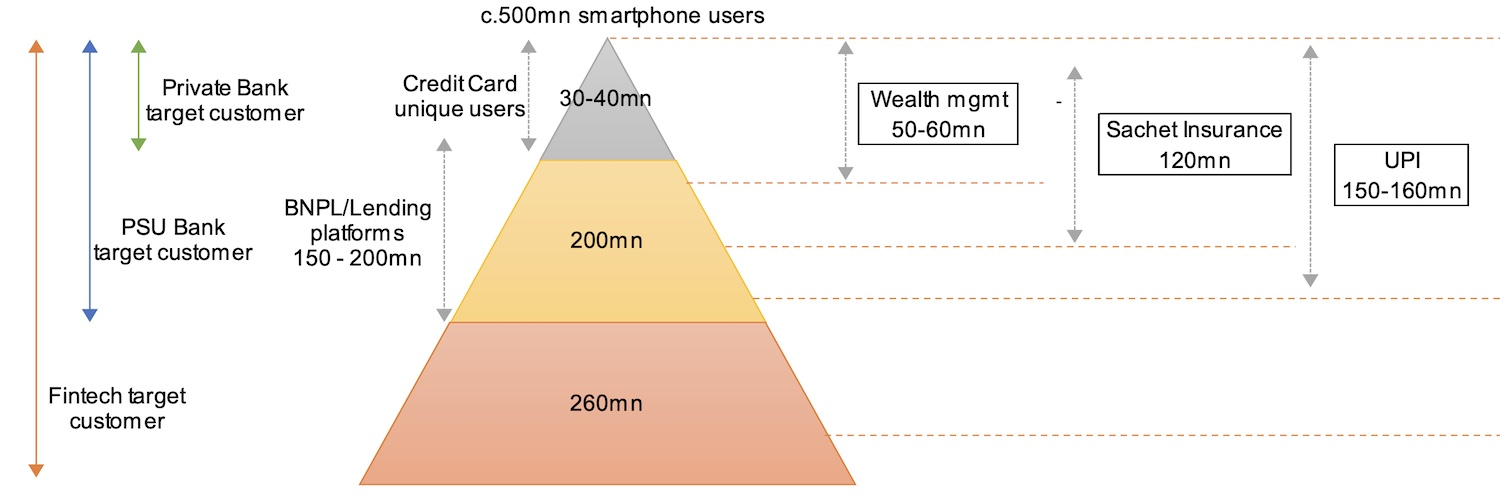 c.500mn smartphone users
Private Bank
target customer
Credit Card
unique users
30-40mn
Wealth mgmt
50-60mn
-
Sachet Insurance
120mn
UPI
150-160mn
BNPL/Lending
platforms
150 - 200mn
PSU Bank
target customer
200mn
Fintech target
customer
260mn